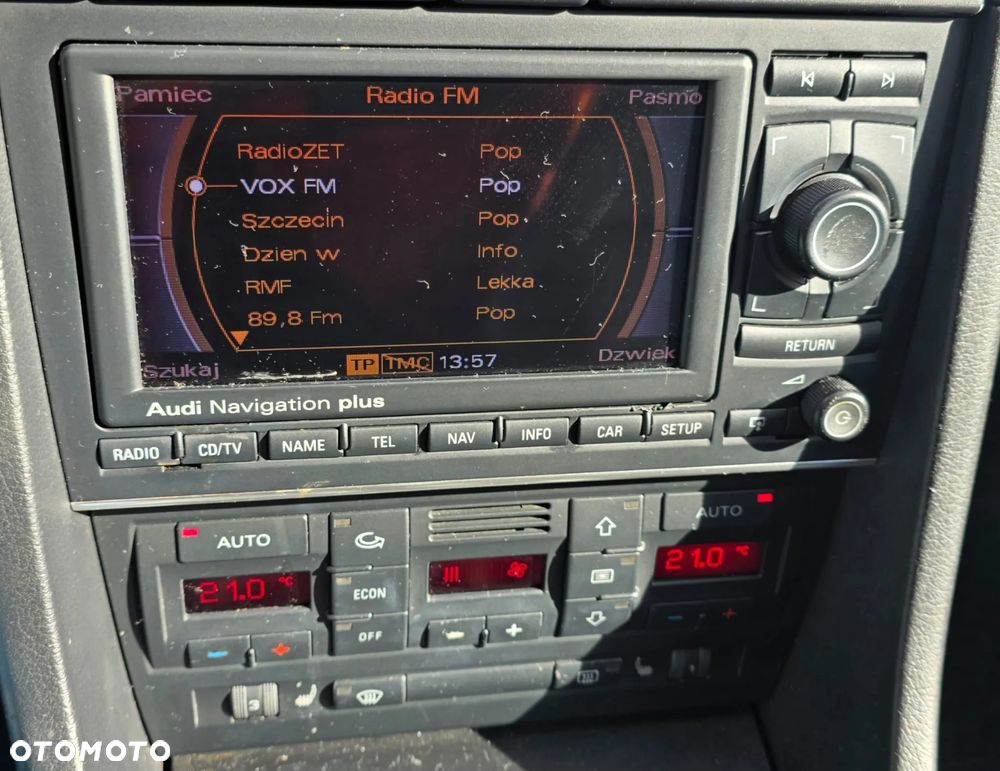 Pamiec Radio FM Pasmo
RadioZET Pop
VOX FM Pop
Szczecin Pop
Dzien w Info
RMF Lekka
89,8 Fm Pop
Szukaj TP TMC 13:57 Dzwiek
Audi Navigation plus
RETURN
RADIO CD/TV NAME TEL NAV INFO CAR SETUP
AUTO AUTO
21.0 °C 21.0 °C
ECON
OFF
3
OTOMOTO